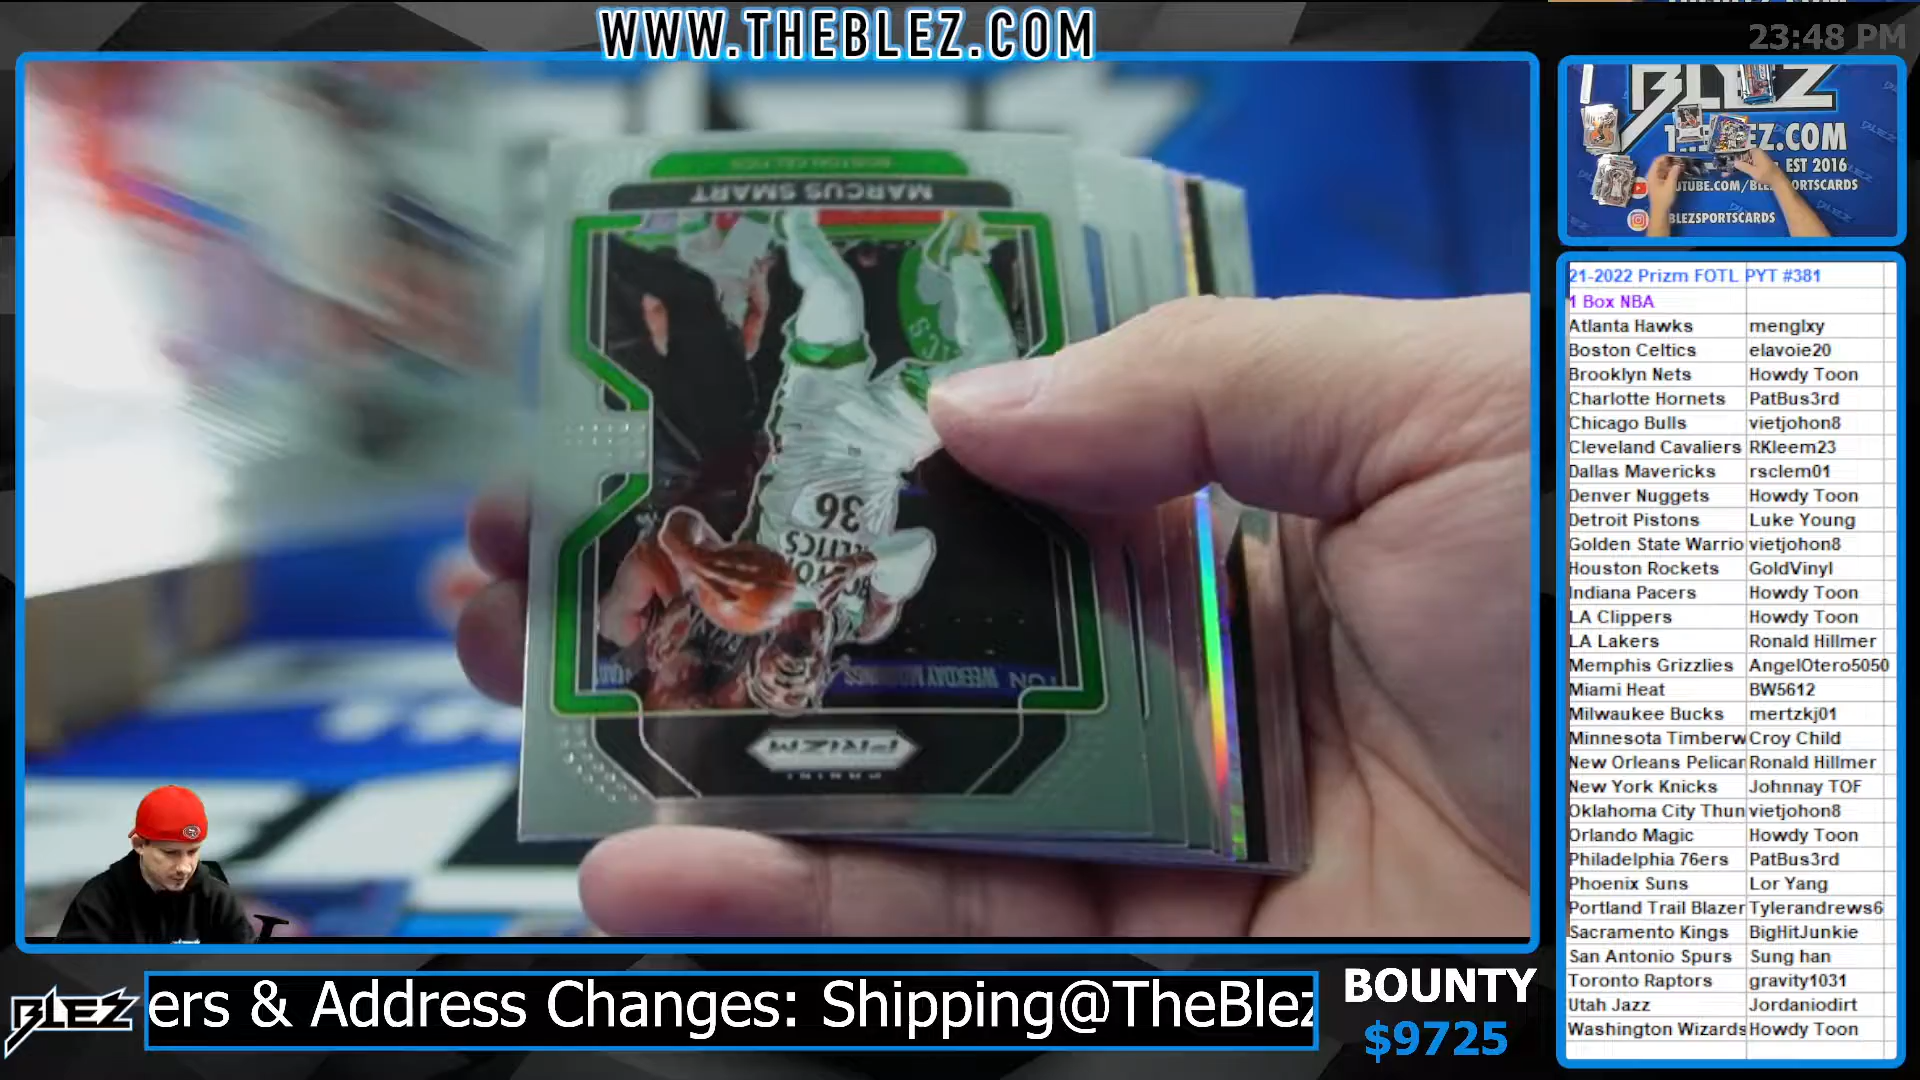 WWW.THEBLEZ.COM
23:48 PM
BOSTON CELTICS
MARCUS SMART
36
WEEKDAY MORNINGS
PRIZM
PANINI
BLEZ
EZ.COM
EST 2016
UTUBE.COM/BLEZSPORTSCARDS
BLEZSPORTSCARDS
21-2022 Prizm FOTL PYT #381
1 Box NBA
Atlanta Hawks menglxy
Boston Celtics elavoie20
Brooklyn Nets Howdy Toon
Charlotte Hornets PatBus3rd
Chicago Bulls vietjohon8
Cleveland Cavaliers RKleem23
Dallas Mavericks rsclem01
Denver Nuggets Howdy Toon
Detroit Pistons Luke Young
Golden State Warrio vietjohon8
Houston Rockets GoldVinyl
Indiana Pacers Howdy Toon
LA Clippers Howdy Toon
LA Lakers Ronald Hillmer
Memphis Grizzlies AngelOtero5050
Miami Heat BW5612
Milwaukee Bucks mertzkj01
Minnesota Timberw Croy Child
New Orleans Pelican Ronald Hillmer
New York Knicks Johnnay TOF
Oklahoma City Thun vietjohon8
Orlando Magic Howdy Toon
Philadelphia 76ers PatBus3rd
Phoenix Suns Lor Yang
Portland Trail Blazer Tylerandrews6
Sacramento Kings BigHitJunkie
San Antonio Spurs Sung han
Toronto Raptors gravity1031
Utah Jazz Jordaniodirt
Washington Wizards Howdy Toon
BLEZ
ers & Address Changes: Shipping@TheBlez
BOUNTY
$9725